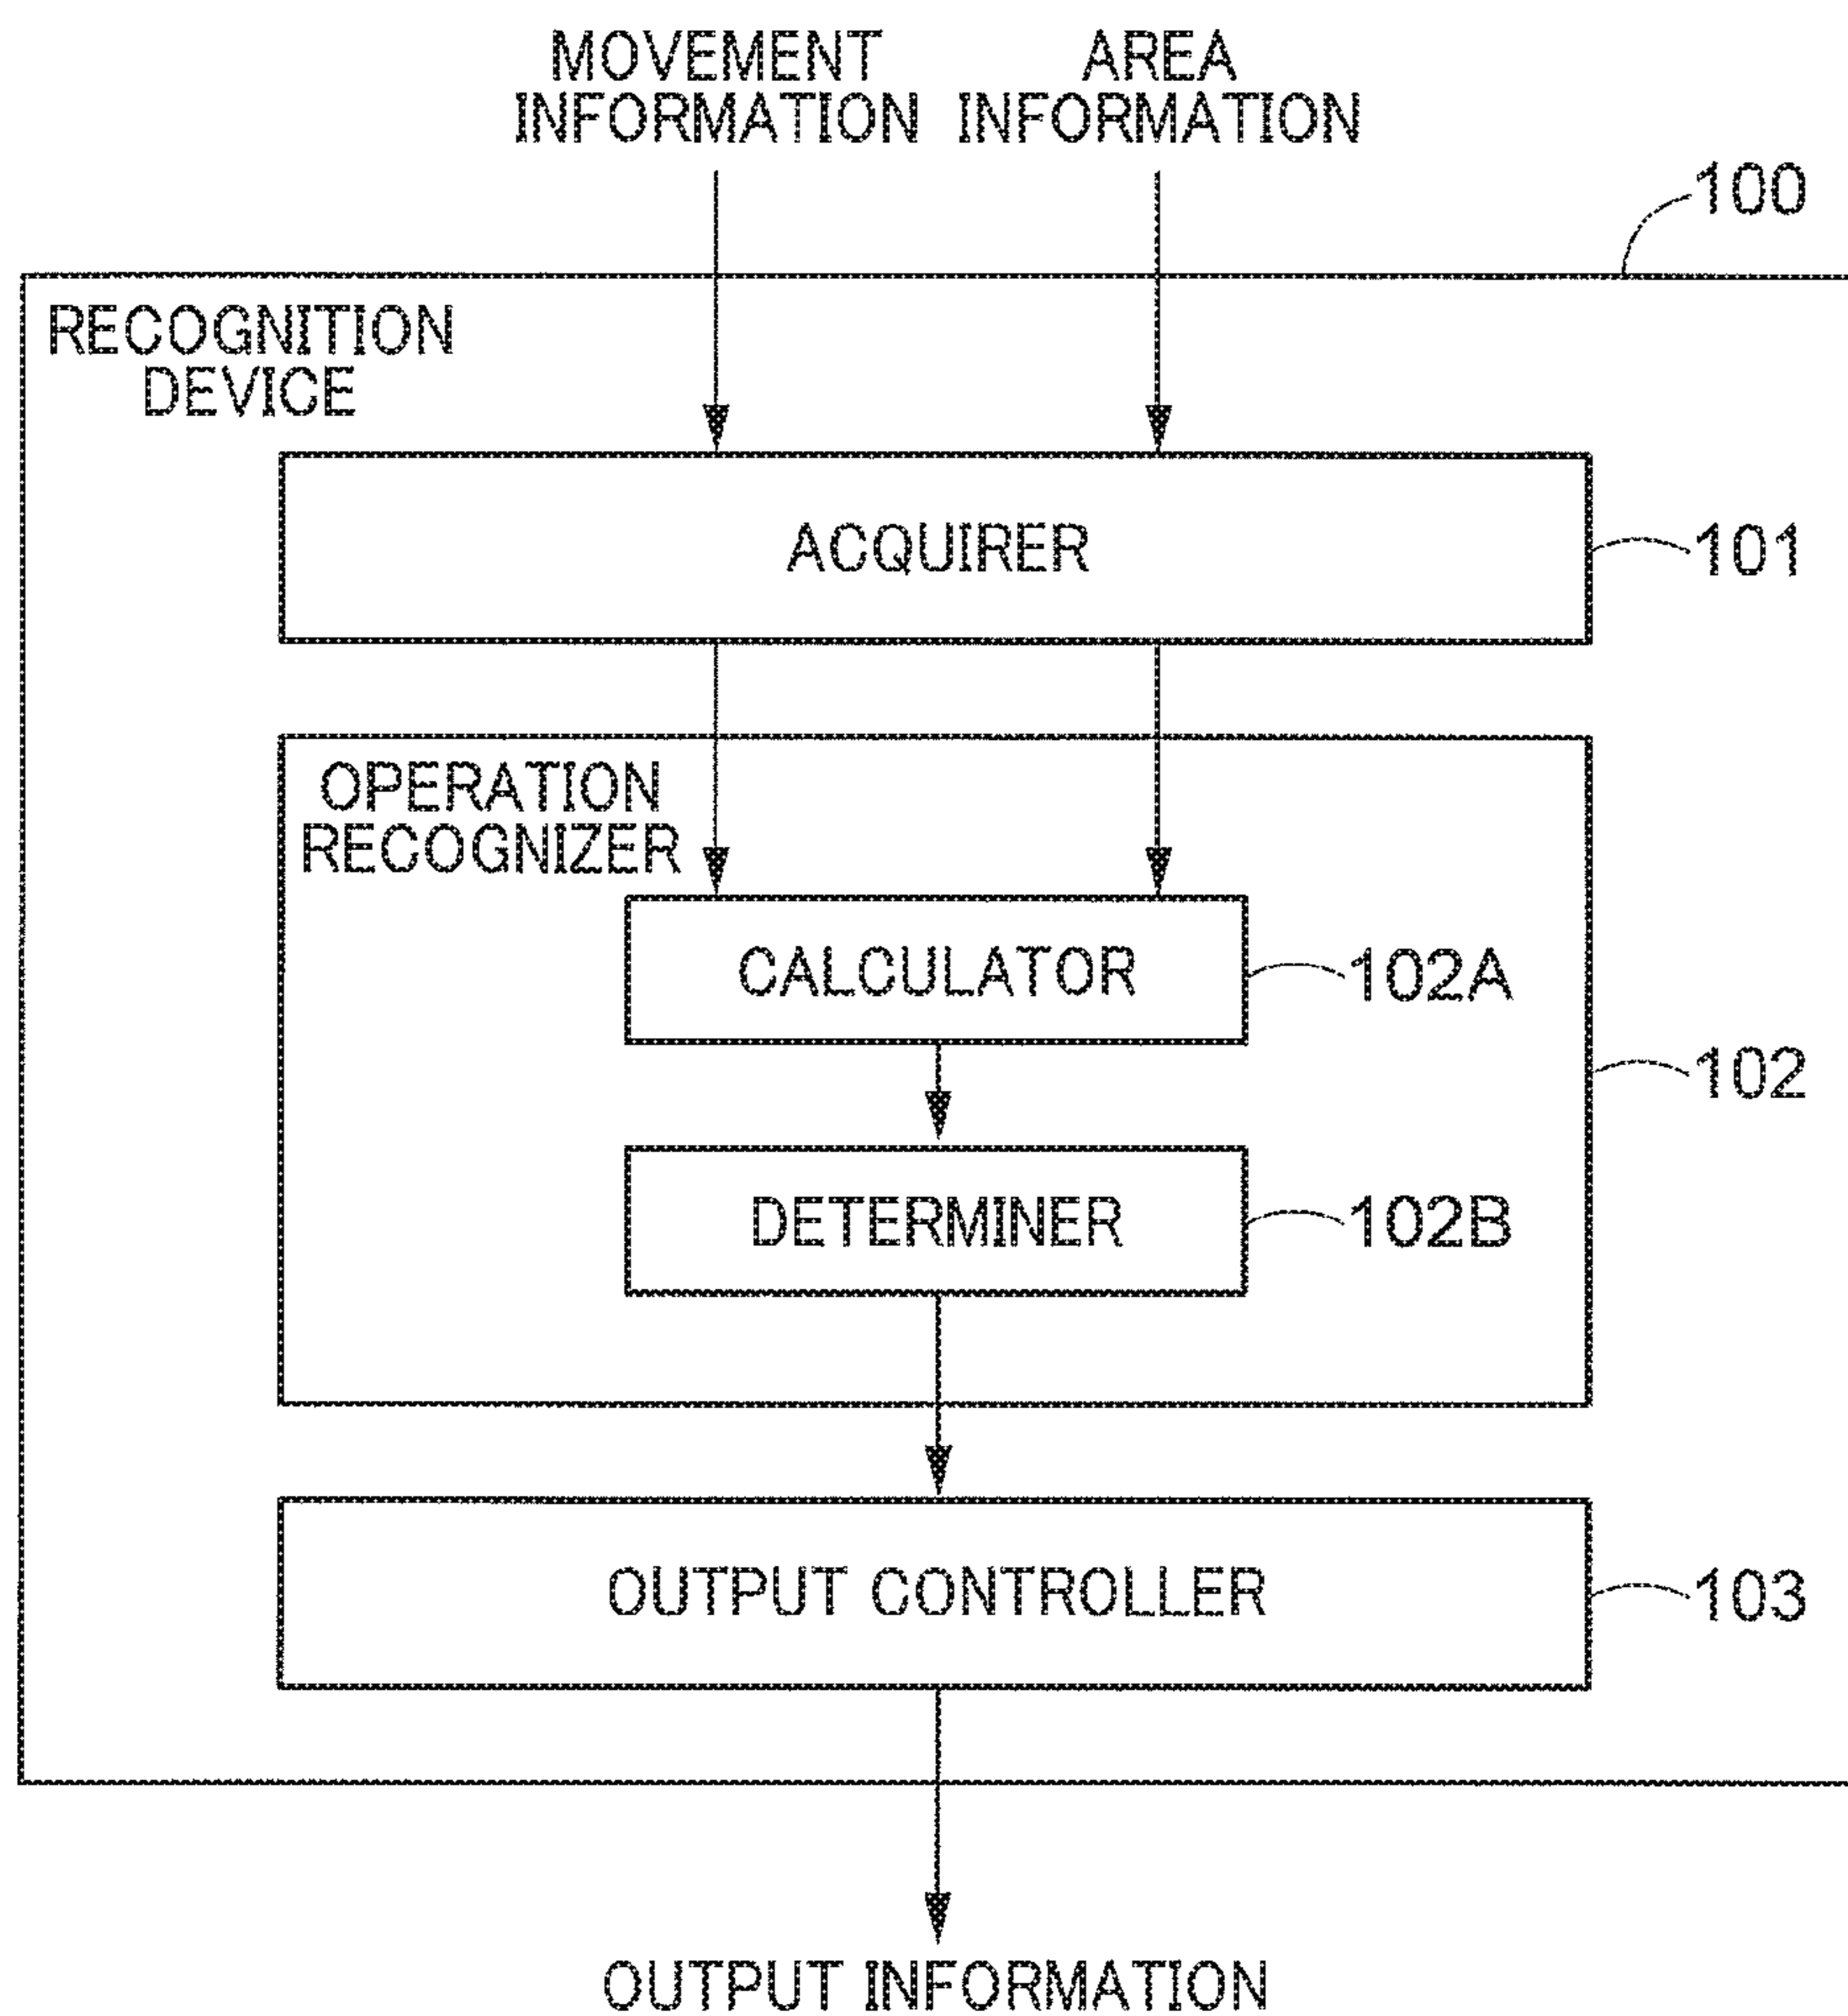 MOVEMENT
INFORMATION
AREA
INFORMATION
100
RECOGNITION
DEVICE
ACQUIRER
101
OPERATION
RECOGNIZER
CALCULATOR
102A
102
DETERMINER
102B
OUTPUT CONTROLLER
103
OUTPUT INFORMATION